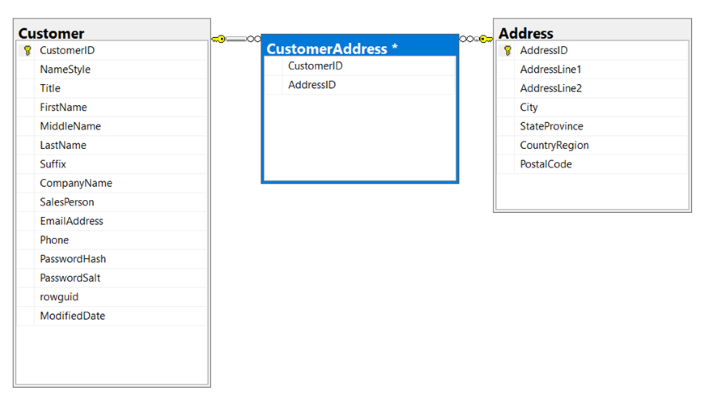 Customer
CustomerID
NameStyle
Title
FirstName
MiddleName
LastName
Suffix
CompanyName
SalesPerson
EmailAddress
Phone
PasswordHash
PasswordSalt
rowguid
ModifiedDate
CustomerAddress *
CustomerID
AddressID
Address
AddressID
AddressLine1
AddressLine2
City
StateProvince
CountryRegion
PostalCode